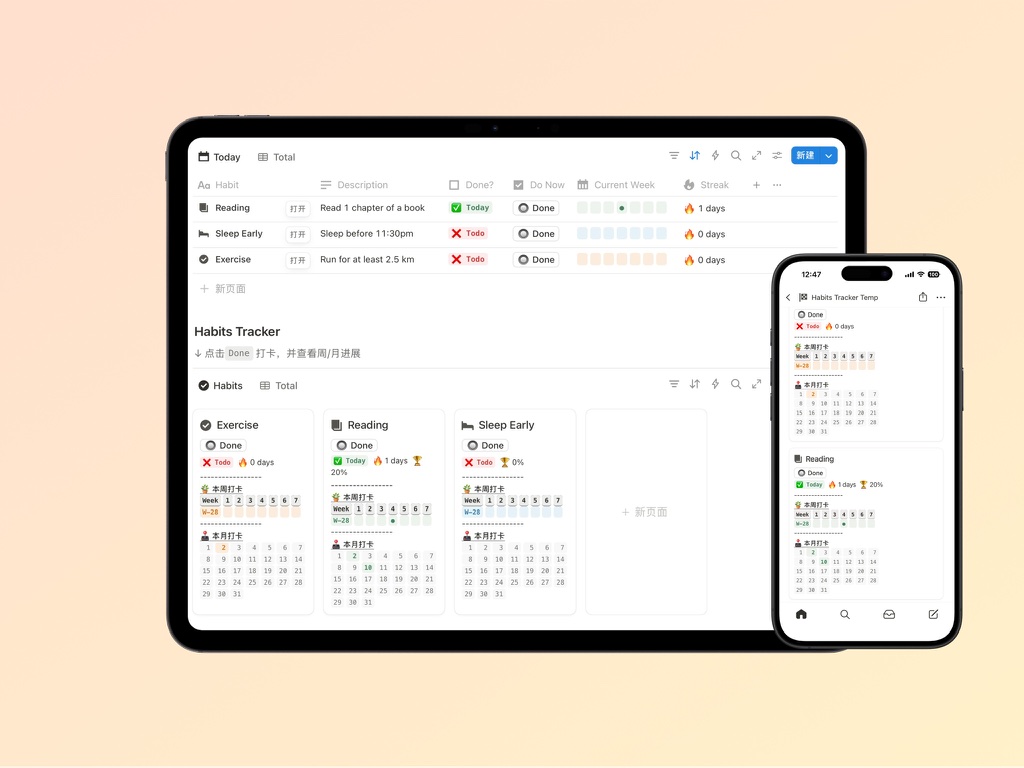 Today Total
新建
Aa Habit Description Done? Do Now Current Week Streak
Reading 打开 Read 1 chapter of a book Today Done 1 days
Sleep Early 打开 Sleep before 11:30pm Todo Done 0 days
Exercise 打开 Run for at least 2.5 km Todo Done 0 days
+ 新页面
Habits Tracker
↓ 点击 Done 打卡，并查看周/月进展
Habits Total
Exercise
Done
Todo 0 days
-----------------
本周打卡
Week 1 2 3 4 5 6 7
W-28
-----------------
本月打卡
1 2 3 4 5 6 7
8 9 10 11 12 13 14
15 16 17 18 19 20 21
22 23 24 25 26 27 28
29 30 31
Reading
Done
Today 1 days
20%
-----------------
本周打卡
Week 1 2 3 4 5 6 7
W-28
-----------------
本月打卡
1 2 3 4 5 6 7
8 9 10 11 12 13 14
15 16 17 18 19 20 21
22 23 24 25 26 27 28
29 30 31
Sleep Early
Done
Todo 0%
-----------------
本周打卡
Week 1 2 3 4 5 6 7
W-28
-----------------
本月打卡
1 2 3 4 5 6 7
8 9 10 11 12 13 14
15 16 17 18 19 20 21
22 23 24 25 26 27 28
29 30 31
+ 新页面
12:47 100
Habits Tracker Temp
Done
Todo 0 days
-----------------
本周打卡
Week 1 2 3 4 5 6 7
W-28
-----------------
本月打卡
1 2 3 4 5 6 7
8 9 10 11 12 13 14
15 16 17 18 19 20 21
22 23 24 25 26 27 28
29 30 31
Reading
Done
Today 1 days 20%
-----------------
本周打卡
Week 1 2 3 4 5 6 7
W-28
-----------------
本月打卡
1 2 3 4 5 6 7
8 9 10 11 12 13 14
15 16 17 18 19 20 21
22 23 24 25 26 27 28
29 30 31